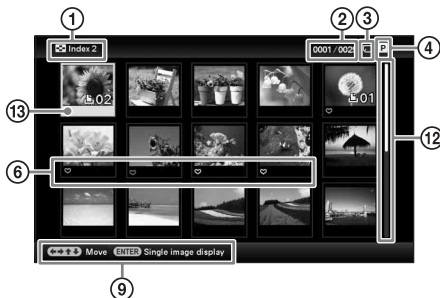 ① ② ③ ④
Index 2 0001/0025 P
02 01
⑬
⑫
⑥
Move ENTER Single image display
⑨